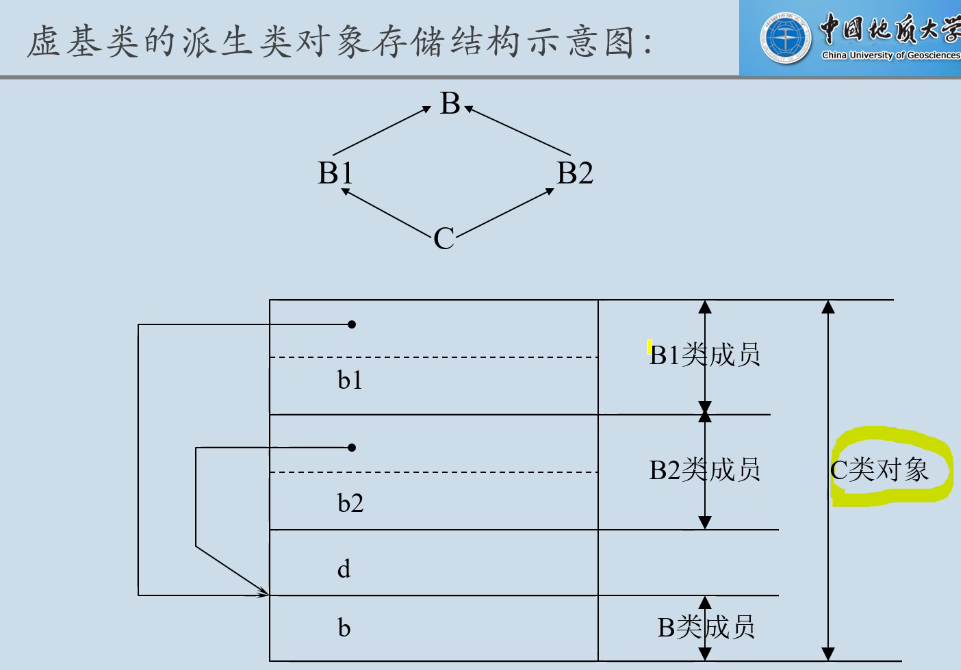 虚基类的派生类对象存储结构示意图：
中国地质大学
China University of Geosciences
B
B1
B2
C
b1
B1类成员
B2类成员
C类对象
b2
d
b
B类成员